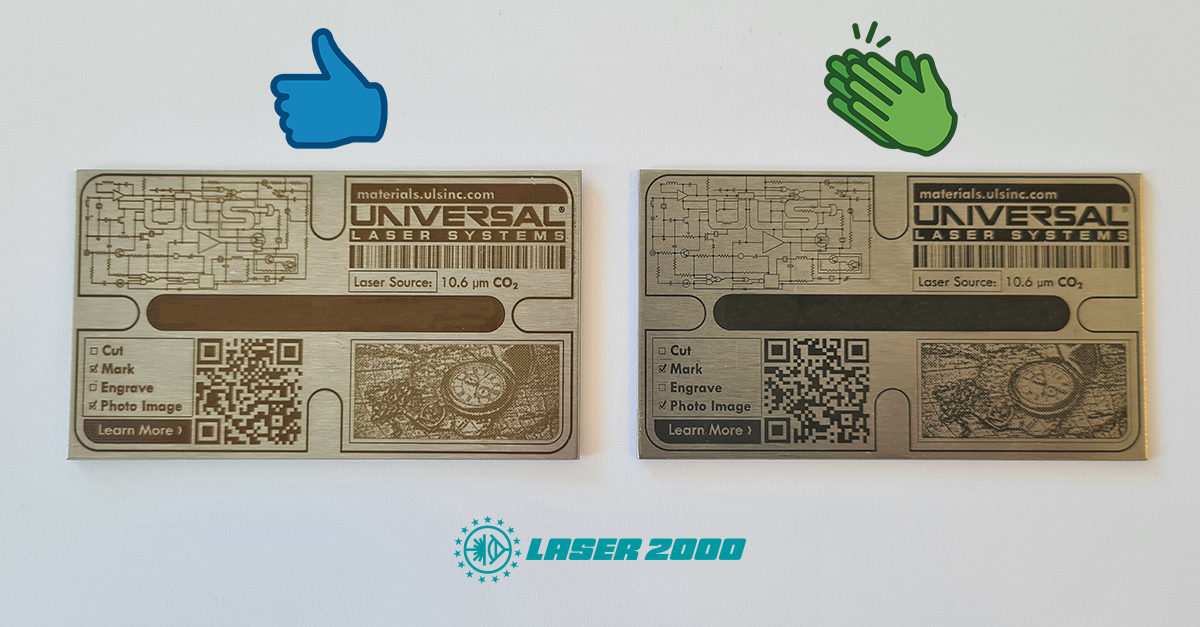 materials.ulsinc.com
UNIVERSAL®
LASER SYSTEMS
Laser Source: 10.6 µm CO₂
Cut
Mark
Engrave
Photo Image
Learn More ›
materials.ulsinc.com
UNIVERSAL®
LASER SYSTEMS
Laser Source: 10.6 µm CO₂
Cut
Mark
Engrave
Photo Image
Learn More ›
LASER 2000